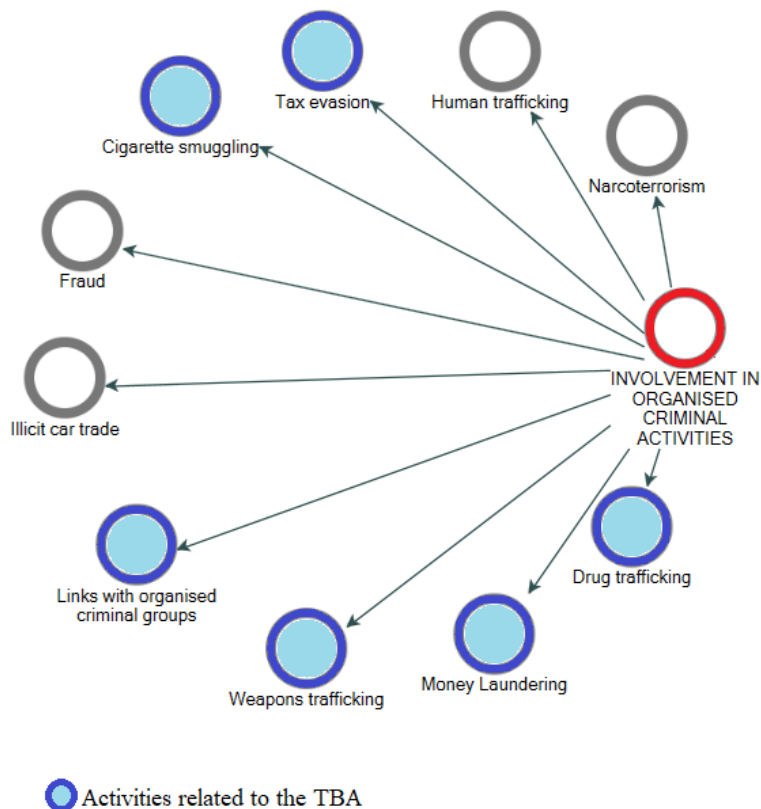 Tax evasion
Human trafficking
Cigarette smuggling
Narcoterrorism
Fraud
INVOLVEMENT IN
ORGANISED
CRIMINAL
ACTIVITIES
Illicit car trade
Drug trafficking
Links with organised
criminal groups
Money Laundering
Weapons trafficking
Activities related to the TBA